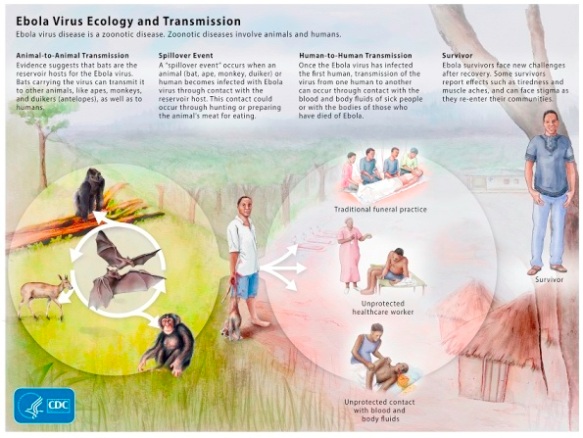 Ebola Virus Ecology and Transmission
Ebola virus disease is a zoonotic disease. Zoonotic diseases involve animals and humans.
Animal-to-Animal Transmission
Evidence suggests that bats are the
reservoir hosts for the Ebola virus.
Bats carrying the virus can transmit it
to other animals, like apes, monkeys,
and duikers (antelopes), as well as to
humans.
Spillover Event
A "spillover event" occurs when an
animal (bat, ape, monkey, duiker) or
human becomes infected with Ebola
virus through contact with the
reservoir host. This contact could
occur through hunting or preparing
the animal's meat for eating.
Human-to-Human Transmission
Once the Ebola virus has infected
the first human, transmission of the
virus from one human to another
can occur through contact with the
blood and body fluids of sick people
or with the bodies of those who
have died of Ebola.
Survivor
Ebola survivors face new challenges
after recovery. Some survivors
report effects such as tiredness and
muscle aches, and can face stigma as
they re-enter their communities.
Traditional funeral practice
Unprotected
healthcare worker
Unprotected contact
with blood and
body fluids
Survivor
CDC